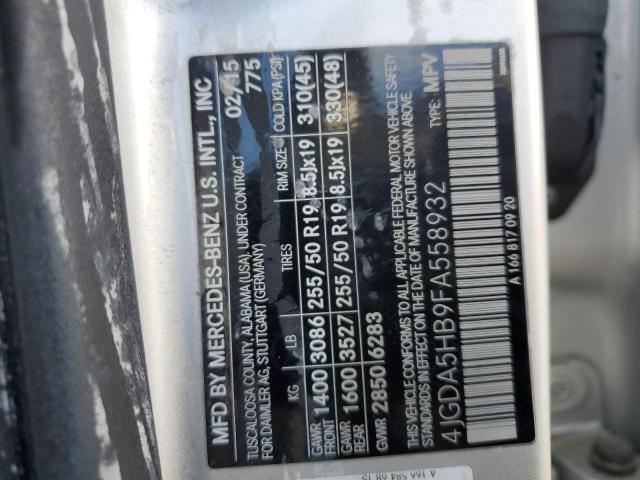 MFD BY MERCEDES-BENZ U.S. INTL., INC
TUSCALOOSA COUNTY, ALABAMA (USA). UNDER CONTRACT
FOR DAIMLER AG, STUTTGART (GERMANY)
02 / 15
775
KG LB TIRES RIM SIZE COLD KPA (PSI)
GAWR FRONT 1400 3086 255/50 R19 8.5Jx19 310(45)
GAWR REAR 1600 3527 255/50 R19 8.5Jx19 330(48)
GMWR 2850 6283
THIS VEHICLE CONFORMS TO ALL APPLICABLE FEDERAL MOTOR VEHICLE SAFETY
STANDARDS IN EFFECT ON THE DATE OF MANUFACTURE SHOWN ABOVE.
4JGDA5HB9FA558932 TYPE: MPV
A 166 817 09 20